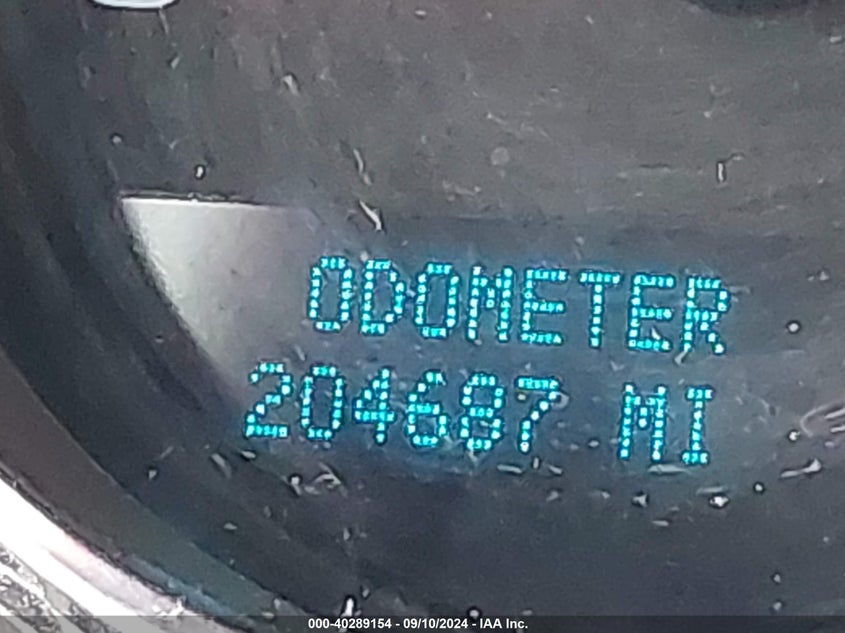 ODOMETER
204687 MI
000-40289154 - 09/10/2024 - IAA Inc.